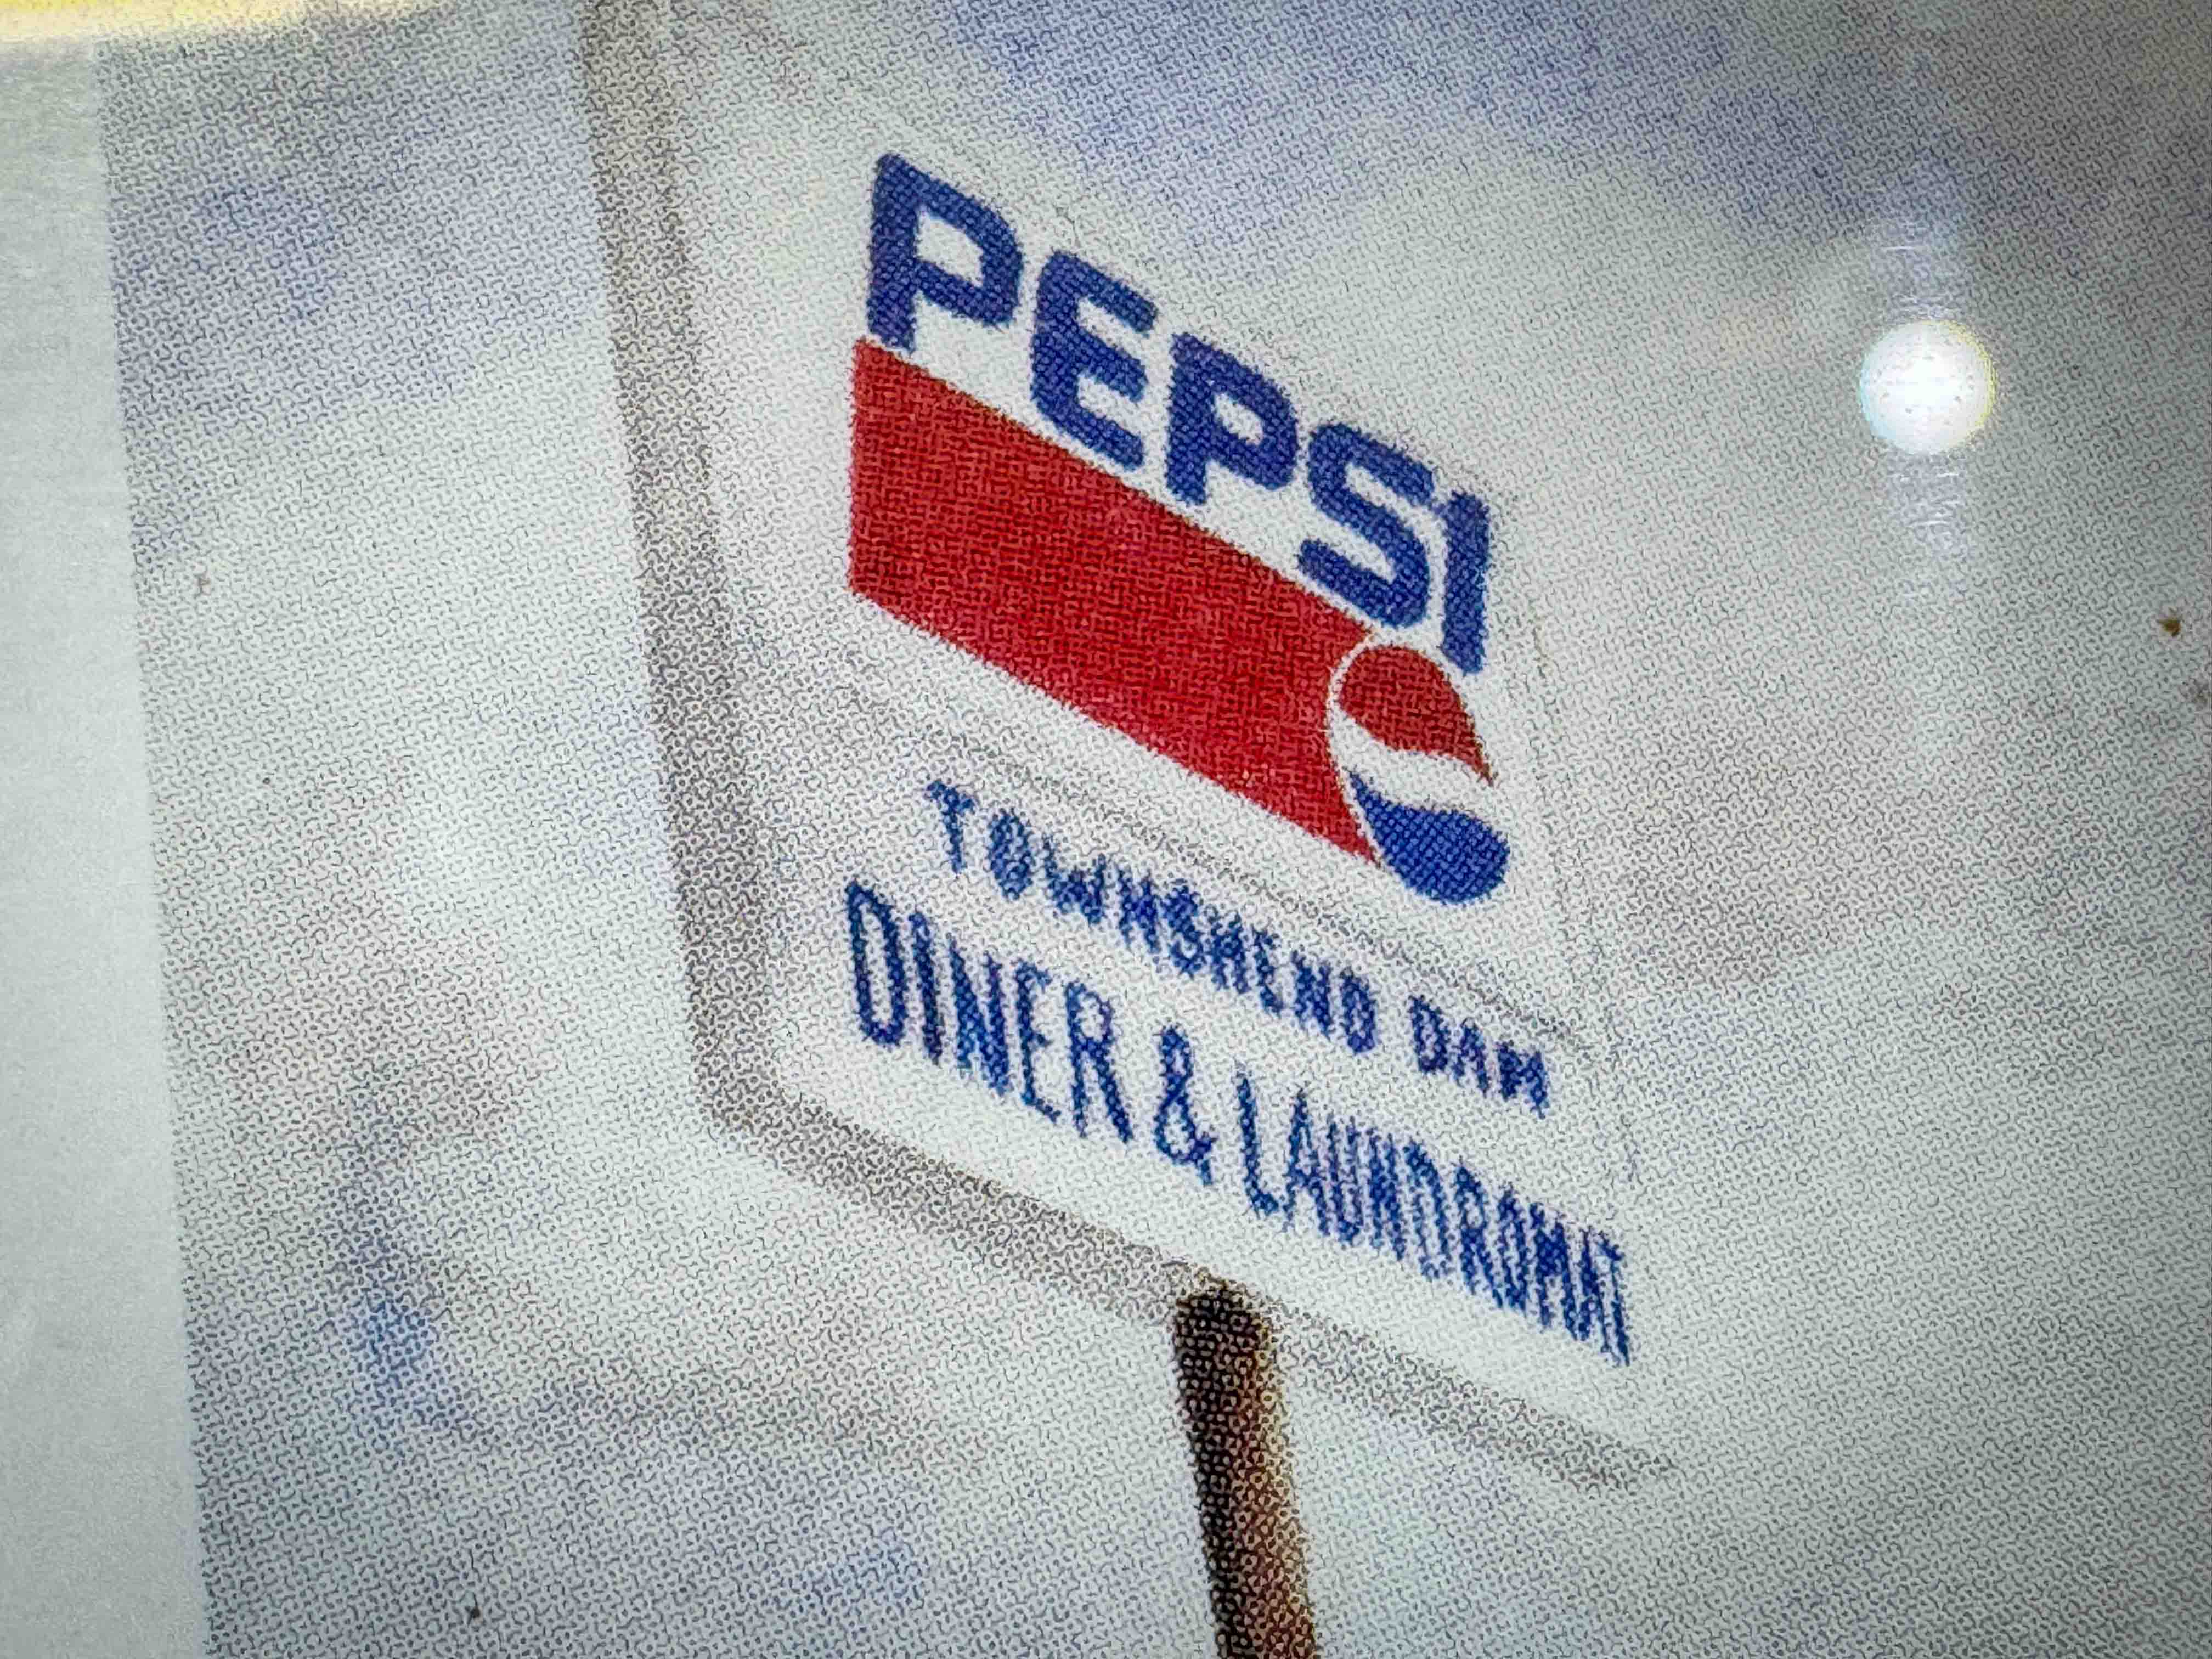 PEPSI
TOWNSHEND DAM
DINER & LAUNDROMAT